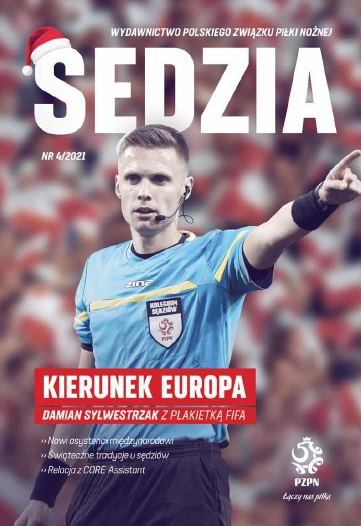 WYDAWNICTWO POLSKIEGO ZWIĄZKU PIŁKI NOŻNEJ
SĘDZIA
NR 4/2021
ZINA
KOLEGIUM
SĘDZIÓW
PZPN
KIERUNEK EUROPA
DAMIAN SYLWESTRZAK Z PLAKIETKĄ FIFA
›› Nowi asystenci międzynarodowi
›› Świąteczne tradycje u sędziów
›› Relacja z CORE Assistant
PZPN
Łączy nas piłka